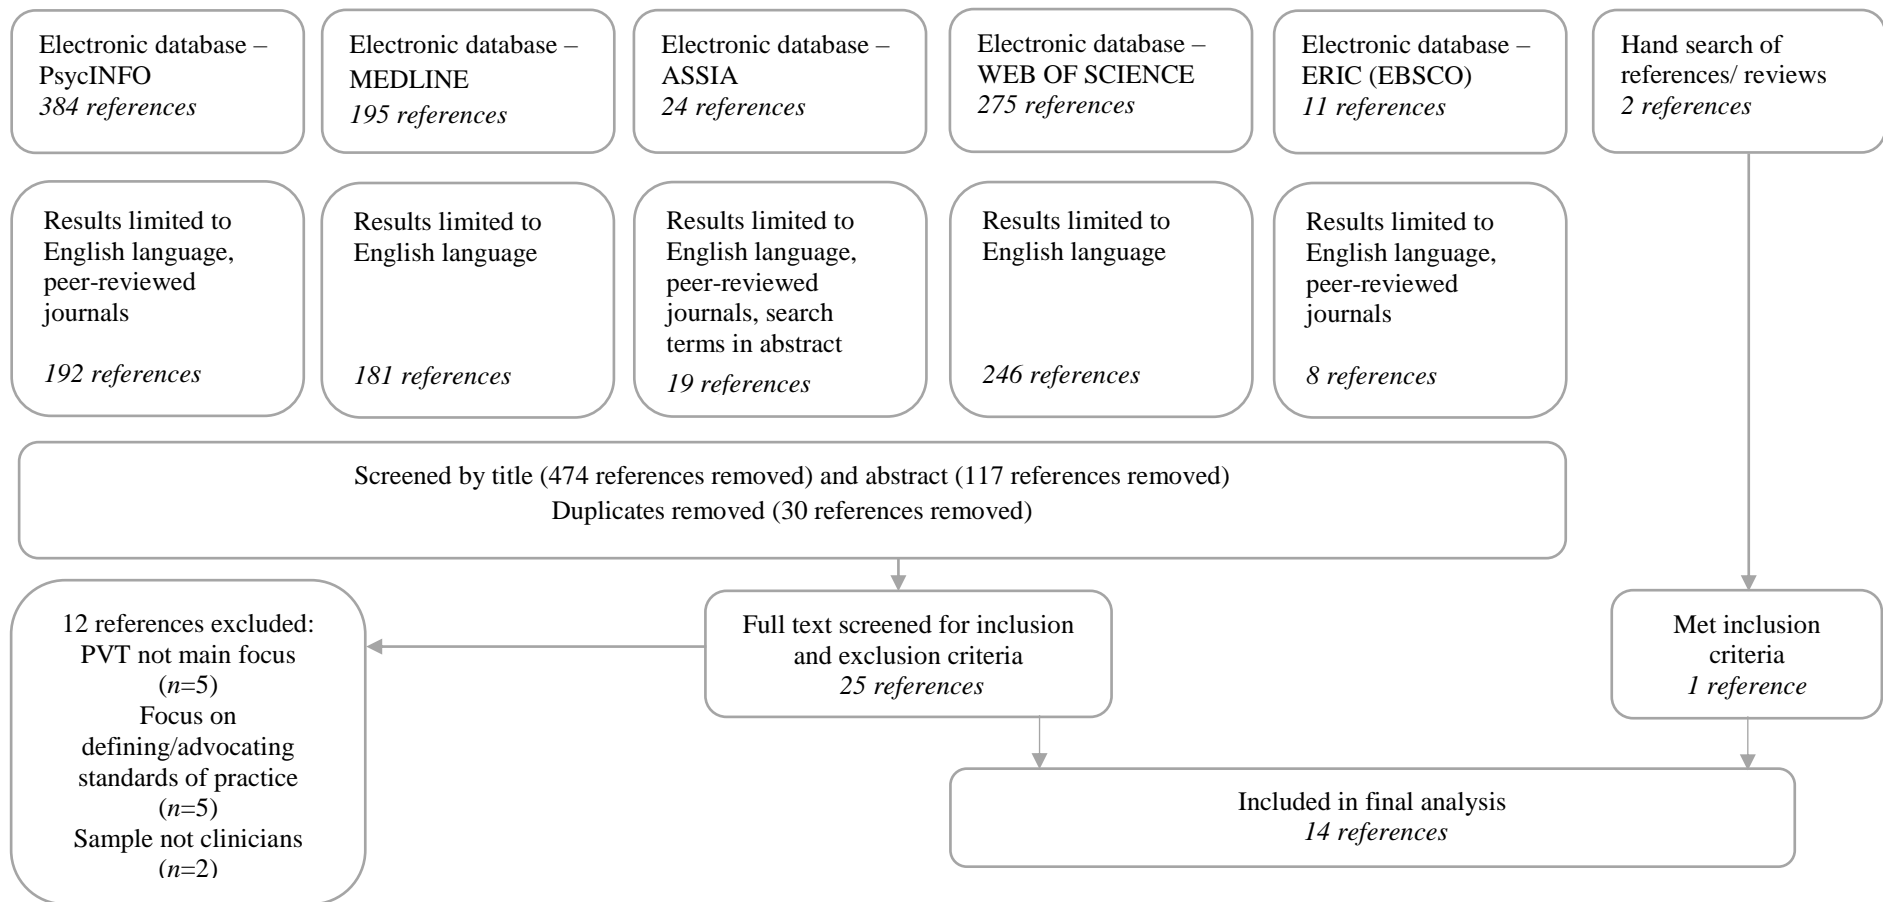 Electronic database –
PsycINFO
384 references
Electronic database –
MEDLINE
195 references
Electronic database –
ASSIA
24 references
Electronic database –
WEB OF SCIENCE
275 references
Electronic database –
ERIC (EBSCO)
11 references
Hand search of
references/ reviews
2 references
Results limited to
English language,
peer-reviewed
journals
192 references
Results limited to
English language
181 references
Results limited to
English language,
peer-reviewed
journals, search
terms in abstract
19 references
Results limited to
English language
246 references
Results limited to
English language,
peer-reviewed
journals
8 references
Screened by title (474 references removed) and abstract (117 references removed)
Duplicates removed (30 references removed)
12 references excluded:
PVT not main focus
(n=5)
Focus on
defining/advocating
standards of practice
(n=5)
Sample not clinicians
(n=2)
Full text screened for inclusion
and exclusion criteria
25 references
Met inclusion
criteria
1 reference
Included in final analysis
14 references